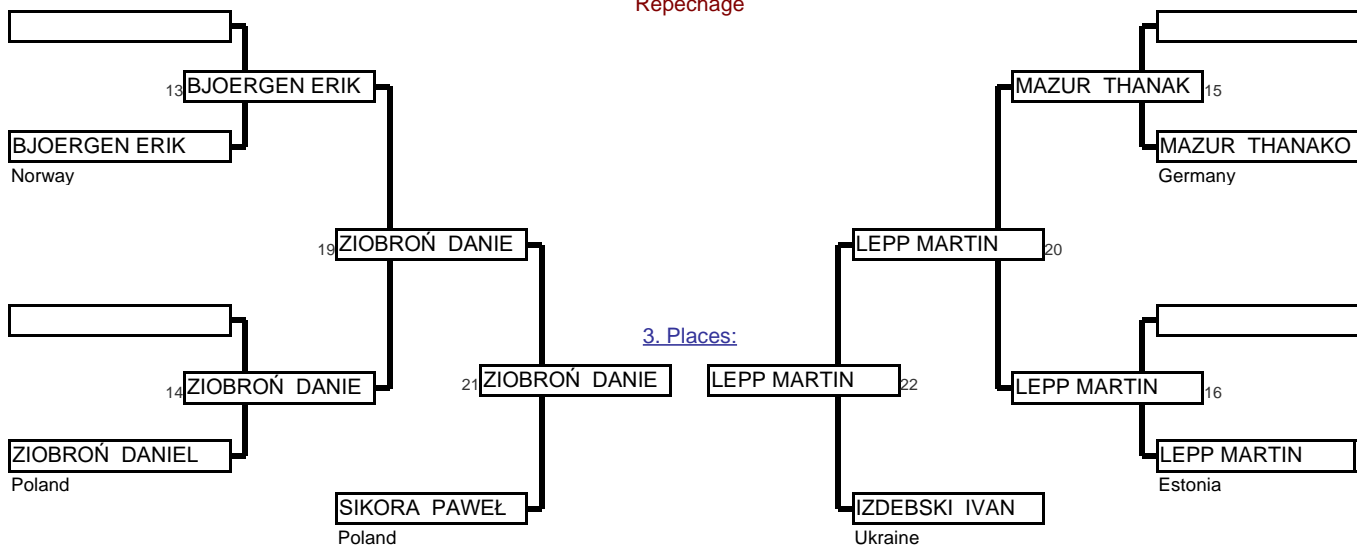 Repechage
13 BJOERGEN ERIK
MAZUR THANAK 15
BJOERGEN ERIK
MAZUR THANAKO
Norway
Germany
19 ZIOBROŃ DANIE
LEPP MARTIN 20
3. Places:
14 ZIOBROŃ DANIE
21 ZIOBROŃ DANIE
LEPP MARTIN 22
LEPP MARTIN 16
ZIOBROŃ DANIEL
LEPP MARTIN
Poland
Estonia
SIKORA PAWEŁ
IZDEBSKI IVAN
Poland
Ukraine